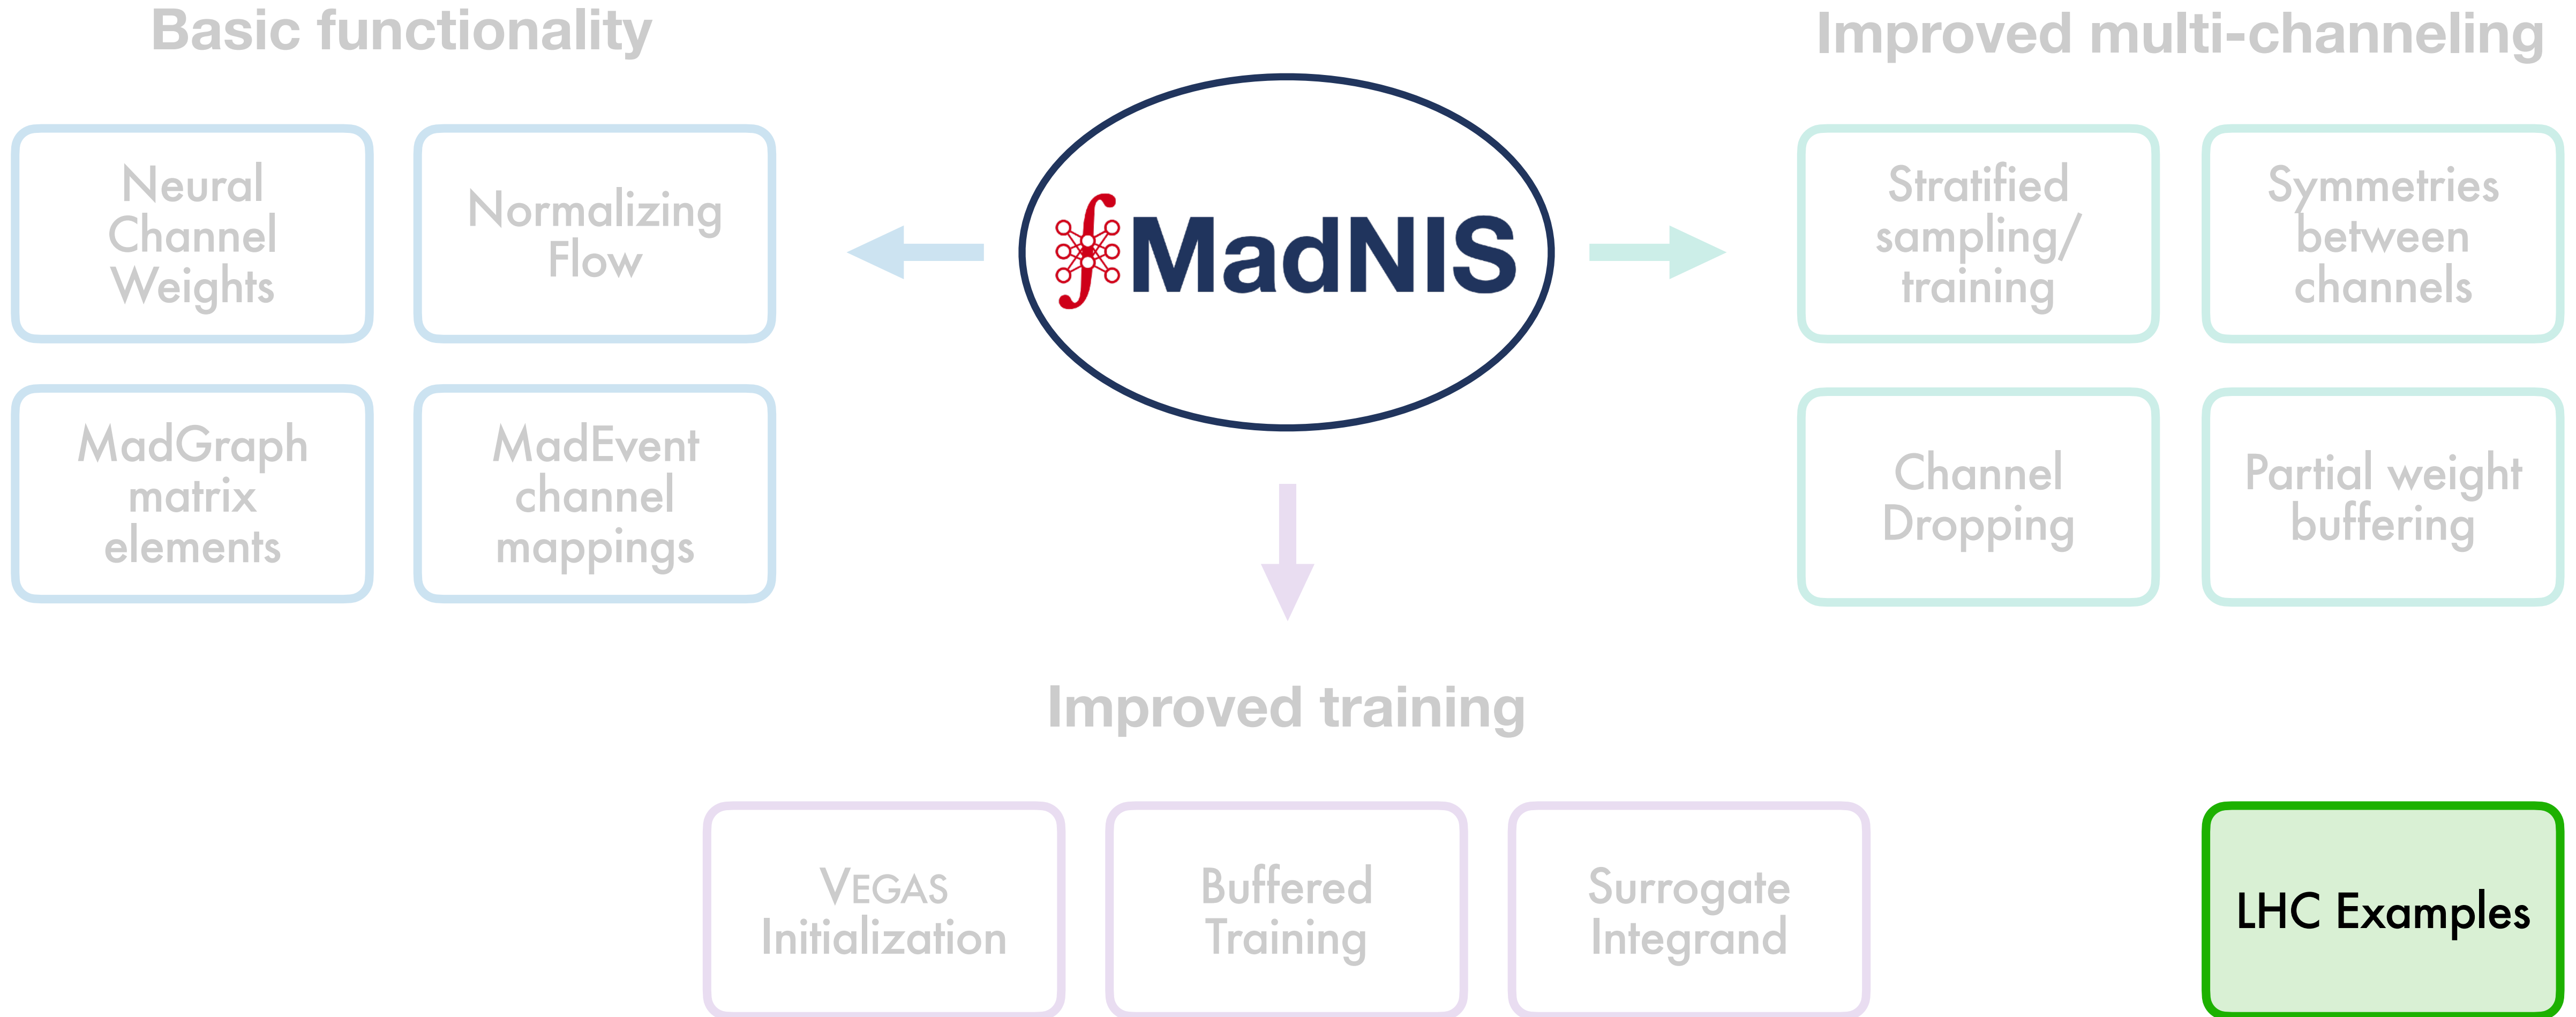 Basic functionality
Neural
Channel
Weights
Normalizing
Flow
MadGraph
matrix
elements
MadEvent
channel
mappings
MadNIS
Improved multi-channeling
Stratified
sampling/
training
Symmetries
between
channels
Channel
Dropping
Partial weight
buffering
Improved training
VEGAS
Initialization
Buffered
Training
Surrogate
Integrand
LHC Examples